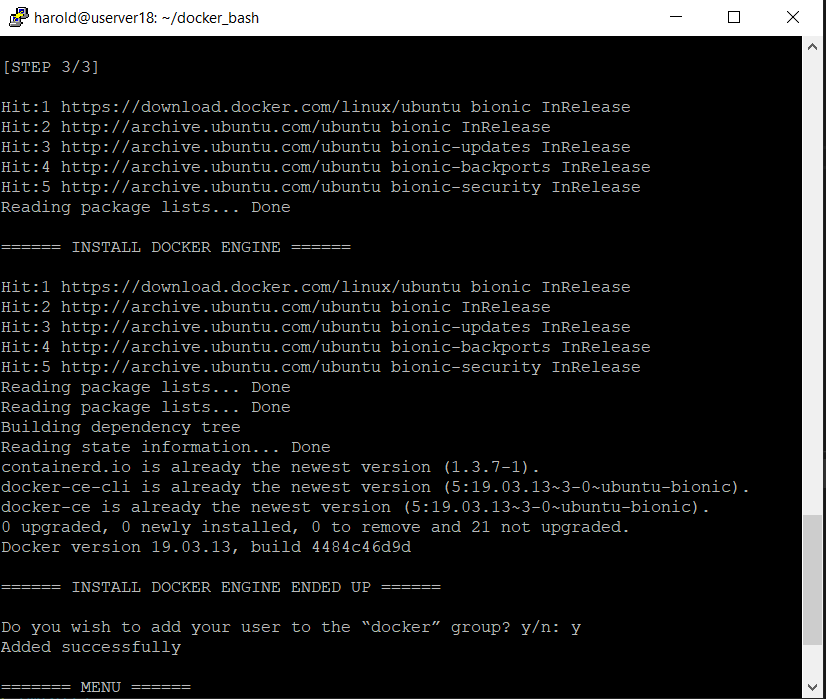 harold@userver18: ~/docker_bash
[STEP 3/3]
Hit:1 https://download.docker.com/linux/ubuntu bionic InRelease
Hit:2 http://archive.ubuntu.com/ubuntu bionic InRelease
Hit:3 http://archive.ubuntu.com/ubuntu bionic-updates InRelease
Hit:4 http://archive.ubuntu.com/ubuntu bionic-backports InRelease
Hit:5 http://archive.ubuntu.com/ubuntu bionic-security InRelease
Reading package lists... Done
====== INSTALL DOCKER ENGINE ======
Hit:1 https://download.docker.com/linux/ubuntu bionic InRelease
Hit:2 http://archive.ubuntu.com/ubuntu bionic InRelease
Hit:3 http://archive.ubuntu.com/ubuntu bionic-updates InRelease
Hit:4 http://archive.ubuntu.com/ubuntu bionic-backports InRelease
Hit:5 http://archive.ubuntu.com/ubuntu bionic-security InRelease
Reading package lists... Done
Reading package lists... Done
Building dependency tree
Reading state information... Done
containerd.io is already the newest version (1.3.7-1).
docker-ce-cli is already the newest version (5:19.03.13~3-0~ubuntu-bionic).
docker-ce is already the newest version (5:19.03.13~3-0~ubuntu-bionic).
0 upgraded, 0 newly installed, 0 to remove and 21 not upgraded.
Docker version 19.03.13, build 4484c46d9d
====== INSTALL DOCKER ENGINE ENDED UP ======
Do you wish to add your user to the “docker” group? y/n: y
Added successfully
======= MENU ======